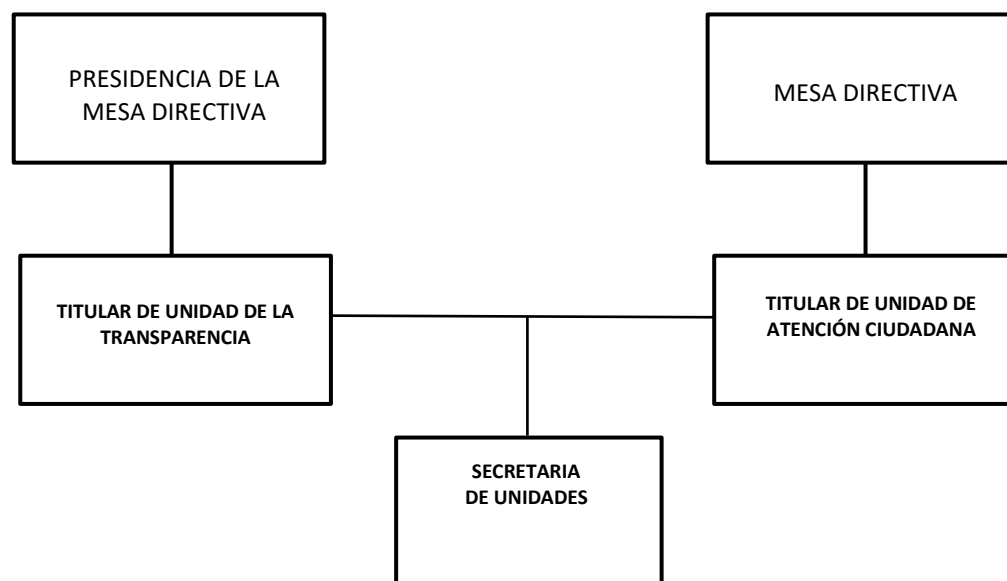 PRESIDENCIA DE LA
MESA DIRECTIVA
MESA DIRECTIVA
TITULAR DE UNIDAD DE LA
TRANSPARENCIA
TITULAR DE UNIDAD DE
ATENCIÓN CIUDADANA
SECRETARIA
DE UNIDADES